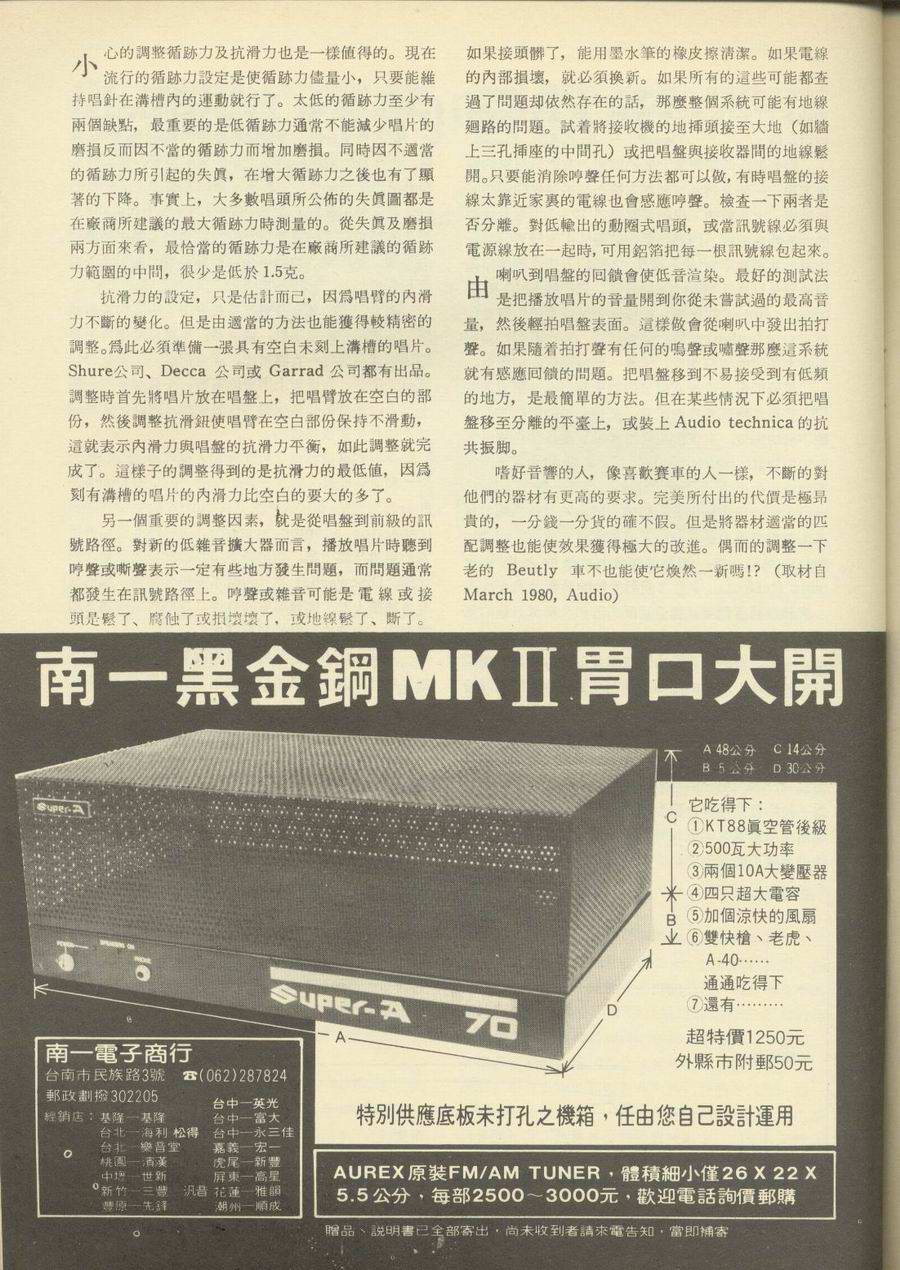 小心的調整循跡力及抗滑力也是一樣値得的。現在
流行的循跡力設定是使循跡力儘量小，只要能維
持唱針在溝槽內的運動就行了。太低的循跡力至少有
兩個缺點，最重要的是低循跡力通常不能減少唱片的
磨損反而因不當的循跡力而增加磨損。同時因不適當
的循跡力所引起的失眞，在增大循跡力之後也有了顯
著的下降。事實上，大多數唱頭所公佈的失眞圖都是
在廠商所建議的最大循跡力時測量的。從失眞及磨損
兩方面來看，最恰當的循跡力是在廠商所建議的循跡
力範圍的中間，很少是低於1.5克。
抗滑力的設定，只是估計而已，因爲唱臂的內滑
力不斷的變化。但是由適當的方法也能獲得較精密的
調整。爲此必須準備一張具有空白未刻上溝槽的唱片。
Shure公司、Decca 公司或 Garrad 公司都有出品。
調整時首先將唱片放在唱盤上，把唱臂放在空白的部
份，然後調整抗滑鈕使唱臂在空白部份保持不滑動，
這就表示內滑力與唱盤的抗滑力平衡，如此調整就完
成了。這樣子的調整得到的是抗滑力的最低値，因爲
刻有溝槽的唱片的內滑力比空白的要大的多了。
另一個重要的調整因素，就是從唱盤到前級的訊
號路徑。對新的低雜音擴大器而言，播放唱片時聽到
哼聲或嘶聲表示一定有些地方發生問題，而問題通常
都發生在訊號路徑上。哼聲或雜音可能是電線或接
頭是鬆了、腐蝕了或損壞壞了，或地線鬆了、斷了。
如果接頭髒了，能用墨水筆的橡皮擦清潔。如果電線
的內部損壞，就必須換新。如果所有的這些可能都查
過了問題却依然存在的話，那麼整個系統可能有地線
廻路的問題。試着將接收機的地揷頭接至大地（如牆
上三孔揷座的中間孔）或把唱盤與接收器間的地線鬆
開。只要能消除哼聲任何方法都可以做，有時唱盤的接
線太靠近家裏的電線也會感應哼聲。檢查一下兩者是
否分離。對低輸出的動圈式唱頭，或當訊號線必須與
電源線放在一起時，可用鋁箔把每一根訊號線包起來。
由喇叭到唱盤的回饋會使低音渲染。最好的測試法
是把播放唱片的音量開到你從未嘗試過的最高音
量，然後輕拍唱盤表面。這樣做會從喇叭中發出拍打
聲。如果隨着拍打聲有任何的鳴聲或嘯聲那麼這系統
就有感應回饋的問題。把唱盤移到不易接受到有低頻
的地方，是最簡單的方法。但在某些情況下必須把唱
盤移至分離的平臺上，或裝上 Audio technica 的抗
共振脚。
嗜好音響的人，像喜歡賽車的人一樣，不斷的對
他們的器材有更高的要求。完美所付出的代價是極昻
貴的，一分錢一分貨的確不假。但是將器材適當的匹
配調整也能使效果獲得極大的改進。偶而的調整一下
老的 Beutly 車不也能使它煥然一新嗎!?（取材自
March 1980, Audio）
南一黑金鋼MKⅡ.胃口大開
A 48公分 C 14公分
B 5公分 D 30公分
Super-A
C
B
D
A
Super-A 70
它吃得下：
①KT88眞空管後級
②500瓦大功率
③兩個10A大變壓器
④四只超大電容
⑤加個涼快的風扇
⑥雙快槍、老虎、
A-40……
通通吃得下
⑦還有………
超特價1250元
外縣市附郵50元
特別供應底板未打孔之機箱，任由您自己設計運用
南一電子商行
台南市民族路3號 ☎(062)287824
郵政劃撥302205
經銷店：基隆—基隆 台中—英光
台北—海利 松得 台中—富大
台北—樂音堂 台中—永三佳
桃園—濱漢 嘉義—宏一
中壢—世新 虎尾—新豐
新竹—三豐 汎音 屏東—高星
豐原—先鋒 花蓮—雅韻
潮州—順成
AUREX原裝FM/AM TUNER，體積細小僅26 X 22 X
5.5公分，每部2500～3000元，歡迎電話詢價郵購
贈品、説明書已全部寄出，尚未收到者請來電告知，當即補寄